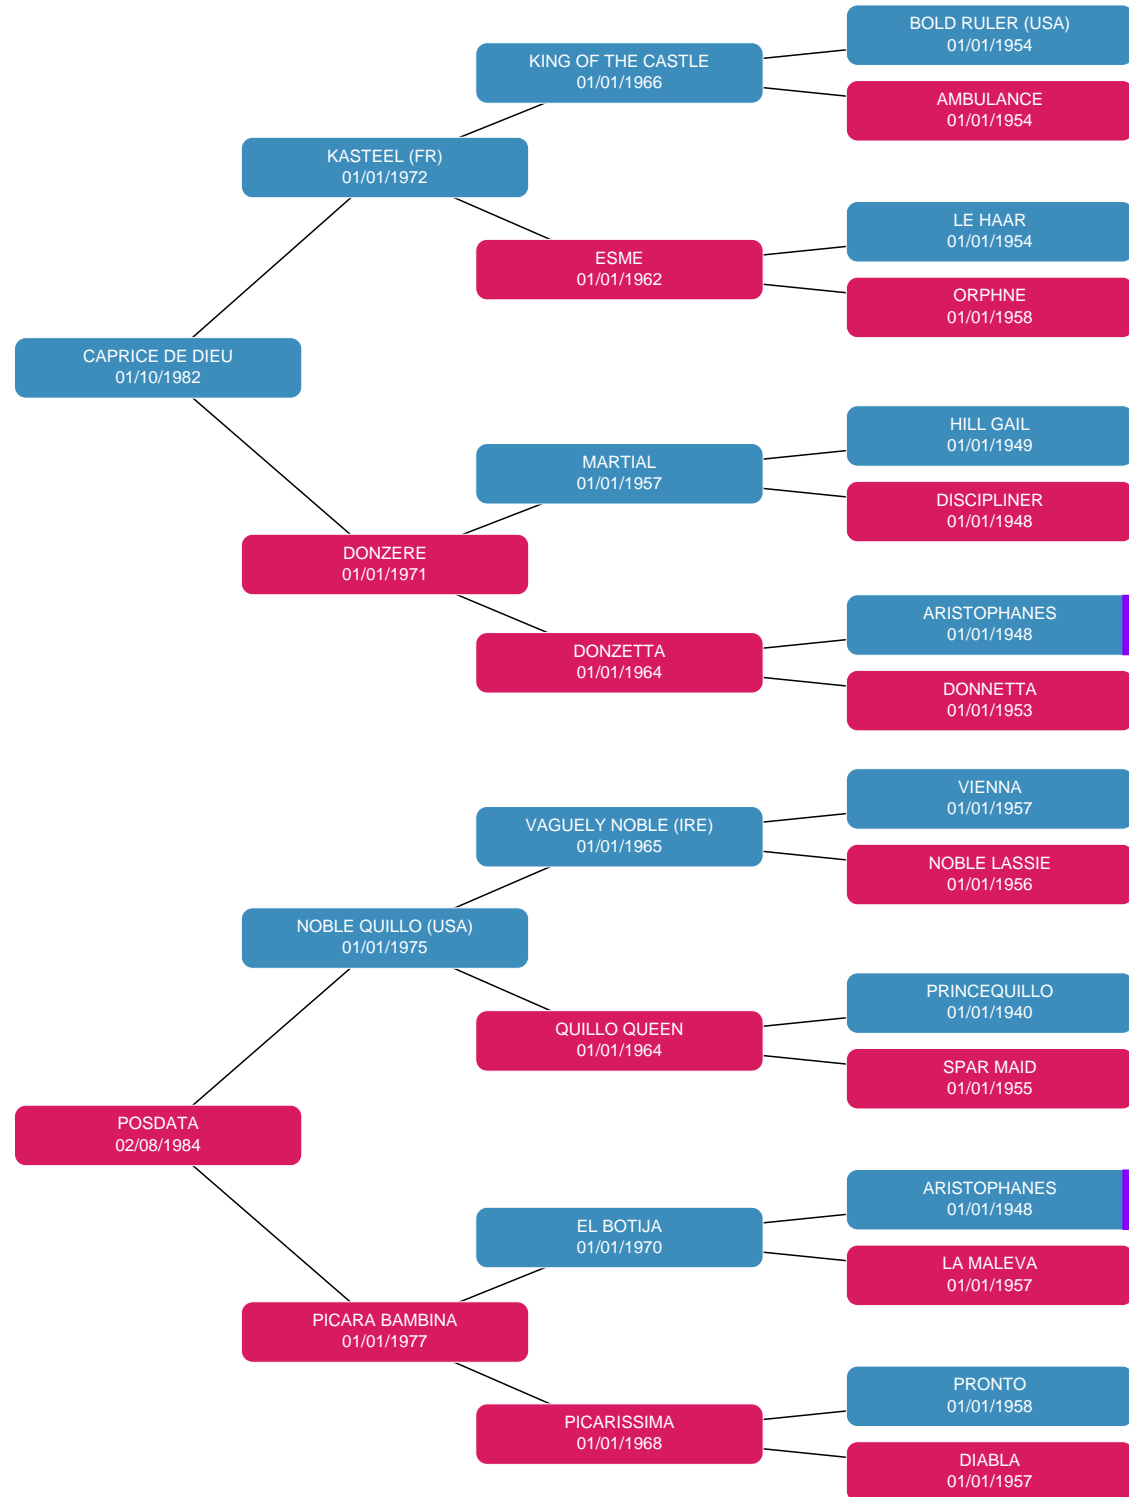 BOLD RULER (USA)
01/01/1954
KING OF THE CASTLE
01/01/1966
AMBULANCE
01/01/1954
KASTEEL (FR)
01/01/1972
LE HAAR
01/01/1954
ESME
01/01/1962
ORPHNE
01/01/1958
CAPRICE DE DIEU
01/10/1982
HILL GAIL
01/01/1949
MARTIAL
01/01/1957
DISCIPLINER
01/01/1948
DONZERE
01/01/1971
ARISTOPHANES
01/01/1948
DONZETTA
01/01/1964
DONNETTA
01/01/1953
VIENNA
01/01/1957
VAGUELY NOBLE (IRE)
01/01/1965
NOBLE LASSIE
01/01/1956
NOBLE QUILLO (USA)
01/01/1975
PRINCEQUILLO
01/01/1940
QUILLO QUEEN
01/01/1964
SPAR MAID
01/01/1955
POSDATA
02/08/1984
ARISTOPHANES
01/01/1948
EL BOTIJA
01/01/1970
LA MALEVA
01/01/1957
PICARA BAMBINA
01/01/1977
PRONTO
01/01/1958
PICARISSIMA
01/01/1968
DIABLA
01/01/1957